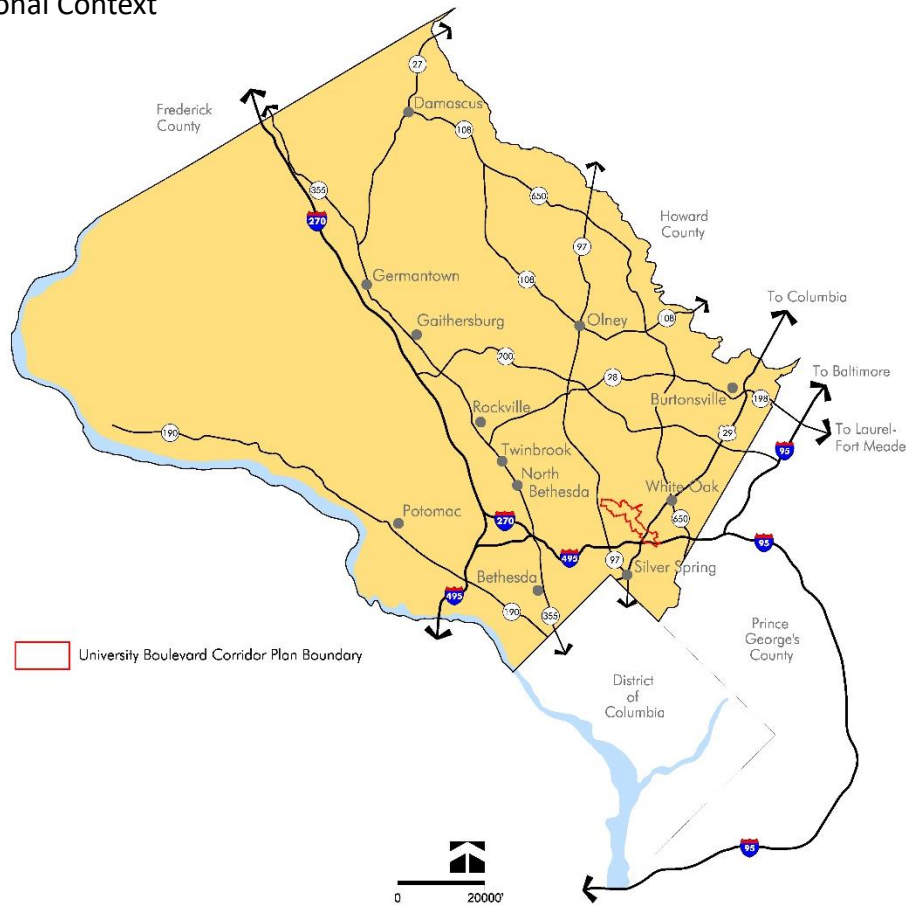 onal Context
27
Frederick
County
Damascus
108
355
650
270
97
Howard
County
Germantown
108
To Columbia
Gaithersburg
Olney
108
200
To Baltimore
98
Burtonsville
198
Rockville
29
To Laurel-
Fort Meade
190
95
Twinbrook
North
Bethesda
White Oak
650
Potomac
270
495
97
95
Silver Spring
Bethesda
495
190
355
Prince
George's
County
University Boulevard Corridor Plan Boundary
District
of
Columbia
95
0 20000'